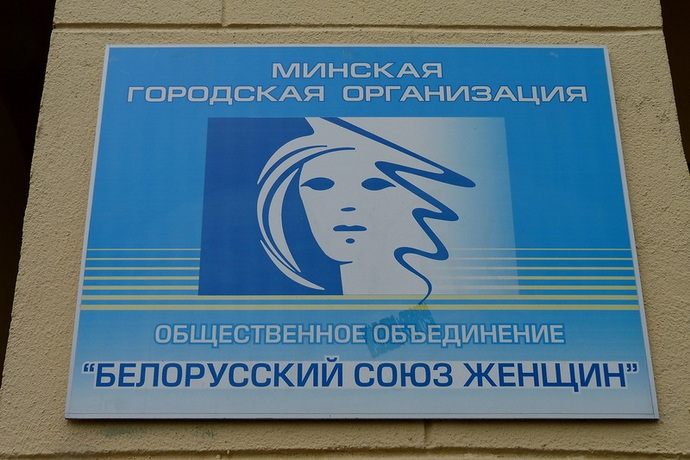 МИНСКАЯ
ГОРОДСКАЯ ОРГАНИЗАЦИЯ
ОБЩЕСТВЕННОЕ ОБЪЕДИНЕНИЕ
"БЕЛОРУССКИЙ СОЮЗ ЖЕНЩИН"